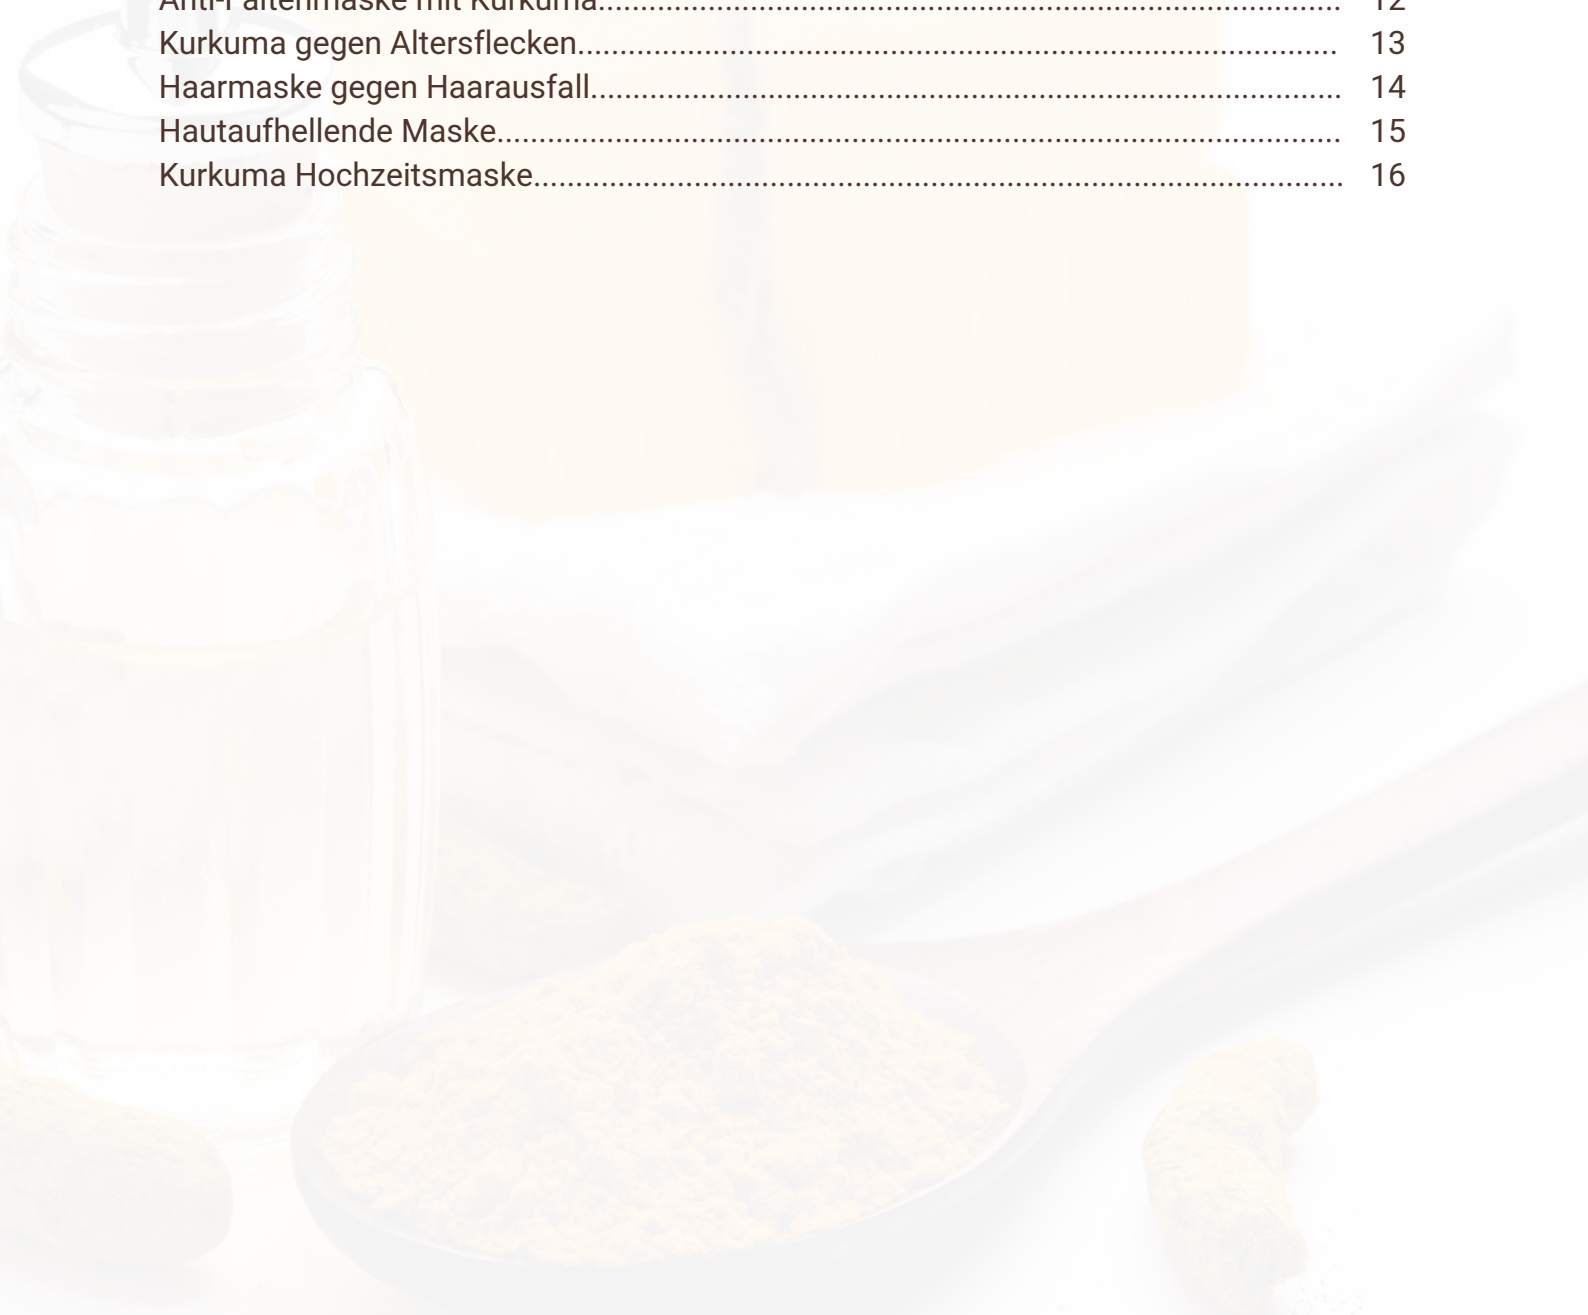 Anti-Faltenmaske mit Kurkuma.................................................................................... 12
Kurkuma gegen Altersflecken....................................................................................... 13
Haarmaske gegen Haarausfall..................................................................................... 14
Hautaufhellende Maske................................................................................................ 15
Kurkuma Hochzeitsmaske............................................................................................ 16